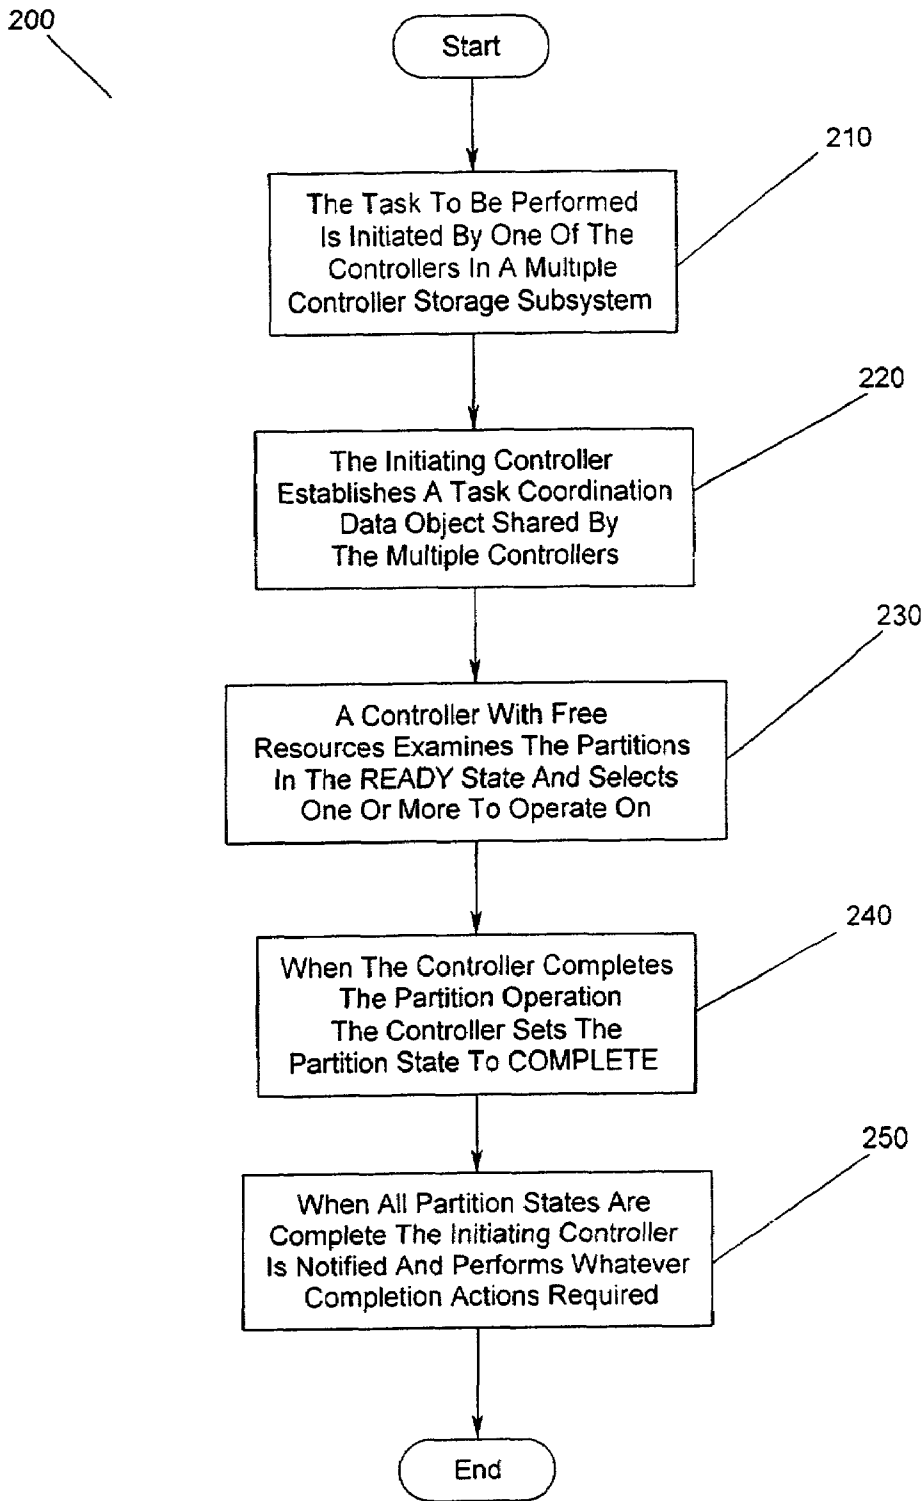 200
Start
210
The Task To Be Performed
Is Initiated By One Of The
Controllers In A Multiple
Controller Storage Subsystem
220
The Initiating Controller
Establishes A Task Coordination
Data Object Shared By
The Multiple Controllers
230
A Controller With Free
Resources Examines The Partitions
In The READY State And Selects
One Or More To Operate On
240
When The Controller Completes
The Partition Operation
The Controller Sets The
Partition State To COMPLETE
250
When All Partition States Are
Complete The Initiating Controller
Is Notified And Performs Whatever
Completion Actions Required
End